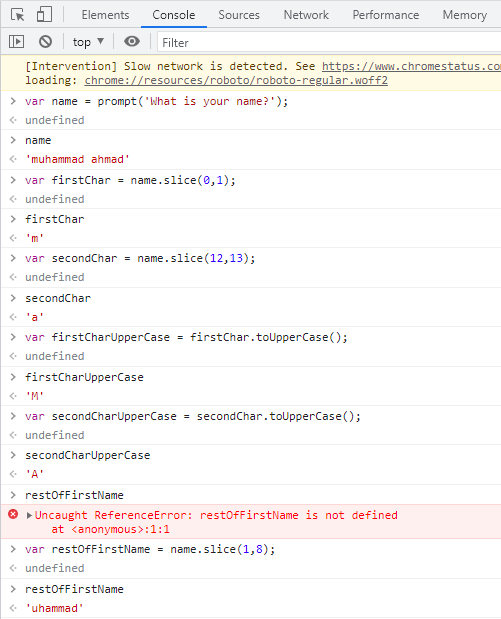 Elements Console Sources Network Performance Memory
top ▼ Filter
[Intervention] Slow network is detected. See https://www.chromestatus.co
loading: chrome://resources/roboto/roboto-regular.woff2
> var name = prompt('What is your name?');
<· undefined
> name
<· 'muhammad ahmad'
> var firstChar = name.slice(0,1);
<· undefined
> firstChar
<· 'm'
> var secondChar = name.slice(12,13);
<· undefined
> secondChar
<· 'a'
> var firstCharUpperCase = firstChar.toUpperCase();
<· undefined
> firstCharUpperCase
<· 'M'
> var secondCharUpperCase = secondChar.toUpperCase();
<· undefined
> secondCharUpperCase
<· 'A'
> restOfFirstName
▶Uncaught ReferenceError: restOfFirstName is not defined
at <anonymous>:1:1
> var restOfFirstName = name.slice(1,8);
<· undefined
> restOfFirstName
<· 'uhammad'